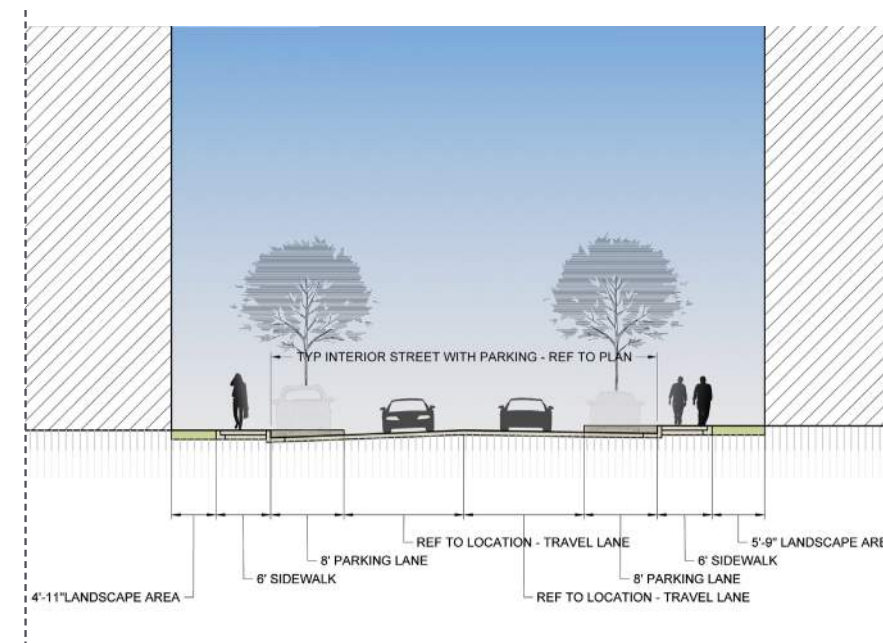 TYP INTERIOR STREET WITH PARKING - REF TO PLAN
REF TO LOCATION - TRAVEL LANE
5'-9" LANDSCAPE ARE
8' PARKING LANE
6' SIDEWALK
6' SIDEWALK
8' PARKING LANE
4'-11"LANDSCAPE AREA
REF TO LOCATION - TRAVEL LANE